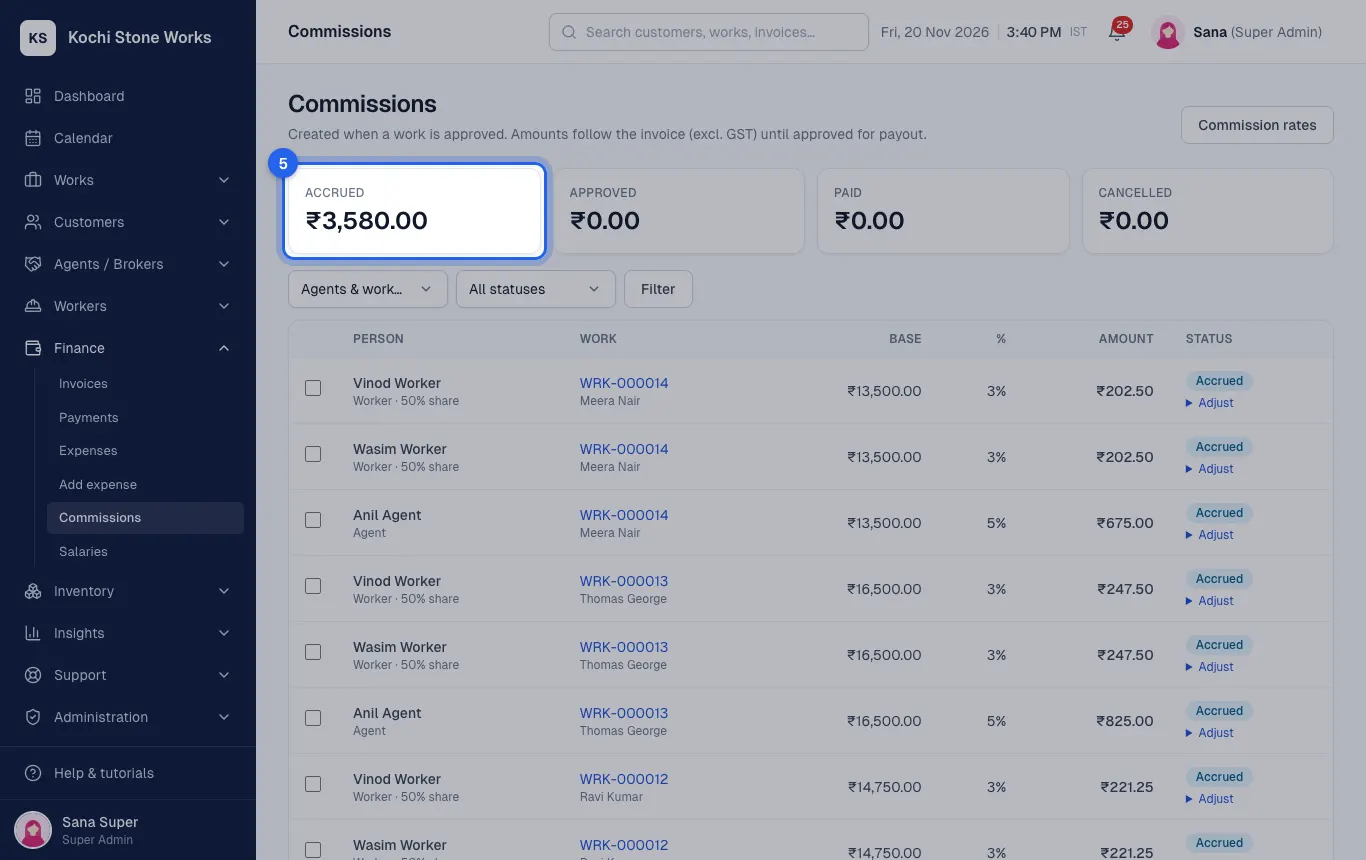 KS Kochi Stone Works
Dashboard
Calendar
Works
Customers
Agents / Brokers
Workers
Finance
Invoices
Payments
Expenses
Add expense
Commissions
Salaries
Inventory
Insights
Support
Administration
Help & tutorials
Sana Super
Super Admin
Commissions
Search customers, works, invoices...
Fri, 20 Nov 2026 3:40 PM IST
25
Sana (Super Admin)
Commissions
Created when a work is approved. Amounts follow the invoice (excl. GST) until approved for payout.
Commission rates
5
ACCRUED
₹3,580.00
APPROVED
₹0.00
PAID
₹0.00
CANCELLED
₹0.00
Agents & work...
All statuses
Filter
PERSON WORK BASE % AMOUNT STATUS
Vinod Worker WRK-000014 ₹13,500.00 3% ₹202.50 Accrued
Worker · 50% share Meera Nair Adjust
Wasim Worker WRK-000014 ₹13,500.00 3% ₹202.50 Accrued
Worker · 50% share Meera Nair Adjust
Anil Agent WRK-000014 ₹13,500.00 5% ₹675.00 Accrued
Agent Meera Nair Adjust
Vinod Worker WRK-000013 ₹16,500.00 3% ₹247.50 Accrued
Worker · 50% share Thomas George Adjust
Wasim Worker WRK-000013 ₹16,500.00 3% ₹247.50 Accrued
Worker · 50% share Thomas George Adjust
Anil Agent WRK-000013 ₹16,500.00 5% ₹825.00 Accrued
Agent Thomas George Adjust
Vinod Worker WRK-000012 ₹14,750.00 3% ₹221.25 Accrued
Worker · 50% share Ravi Kumar Adjust
Wasim Worker WRK-000012 ₹14,750.00 3% ₹221.25 Accrued